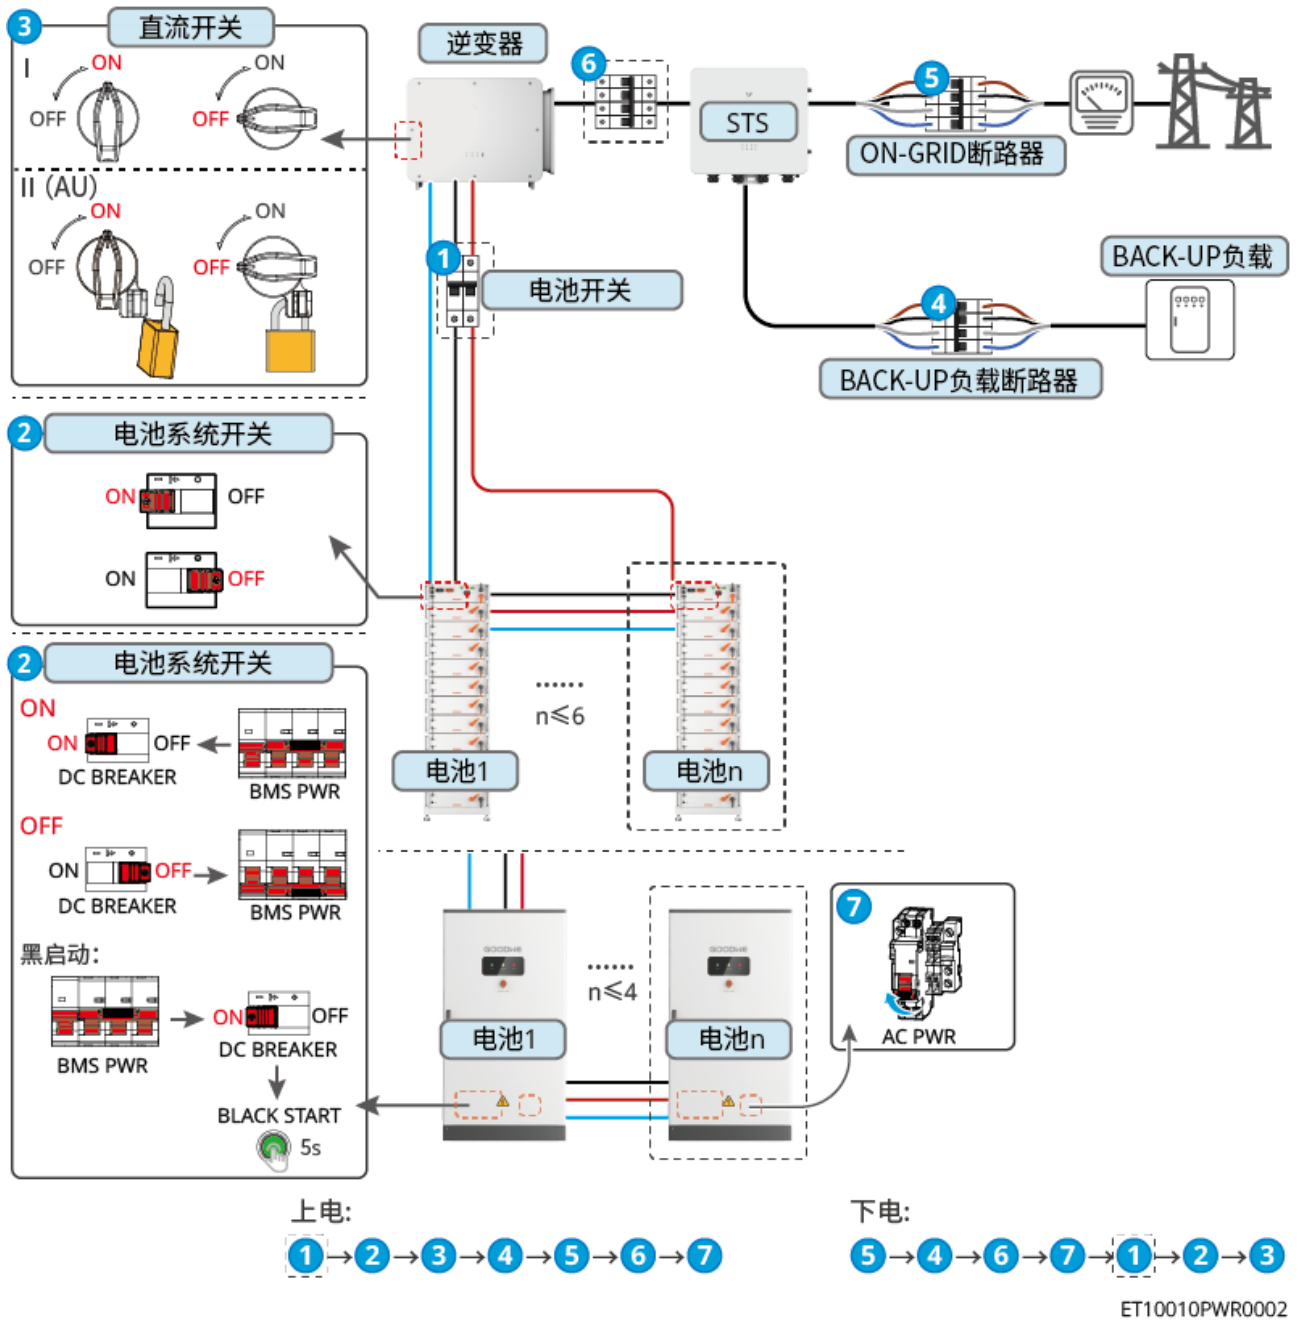 3
直流开关
I
ON
OFF
ON
OFF
II (AU)
ON
OFF
ON
OFF
逆变器
6
STS
5
ON-GRID断路器
1
电池开关
BACK-UP负载
4
BACK-UP负载断路器
2
电池系统开关
ON
OFF
ON
OFF
2
电池系统开关
ON
ON
OFF
DC BREAKER
BMS PWR
OFF
ON
OFF
DC BREAKER
BMS PWR
黑启动:
BMS PWR
ON
OFF
DC BREAKER
BLACK START
5s
······
n≤6
电池1
电池n
GOODWE
GOODWE
······
n≤4
电池1
电池n
7
AC PWR
上电:
1→2→3→4→5→6→7
下电:
5→4→6→7→1→2→3
ET10010PWR0002